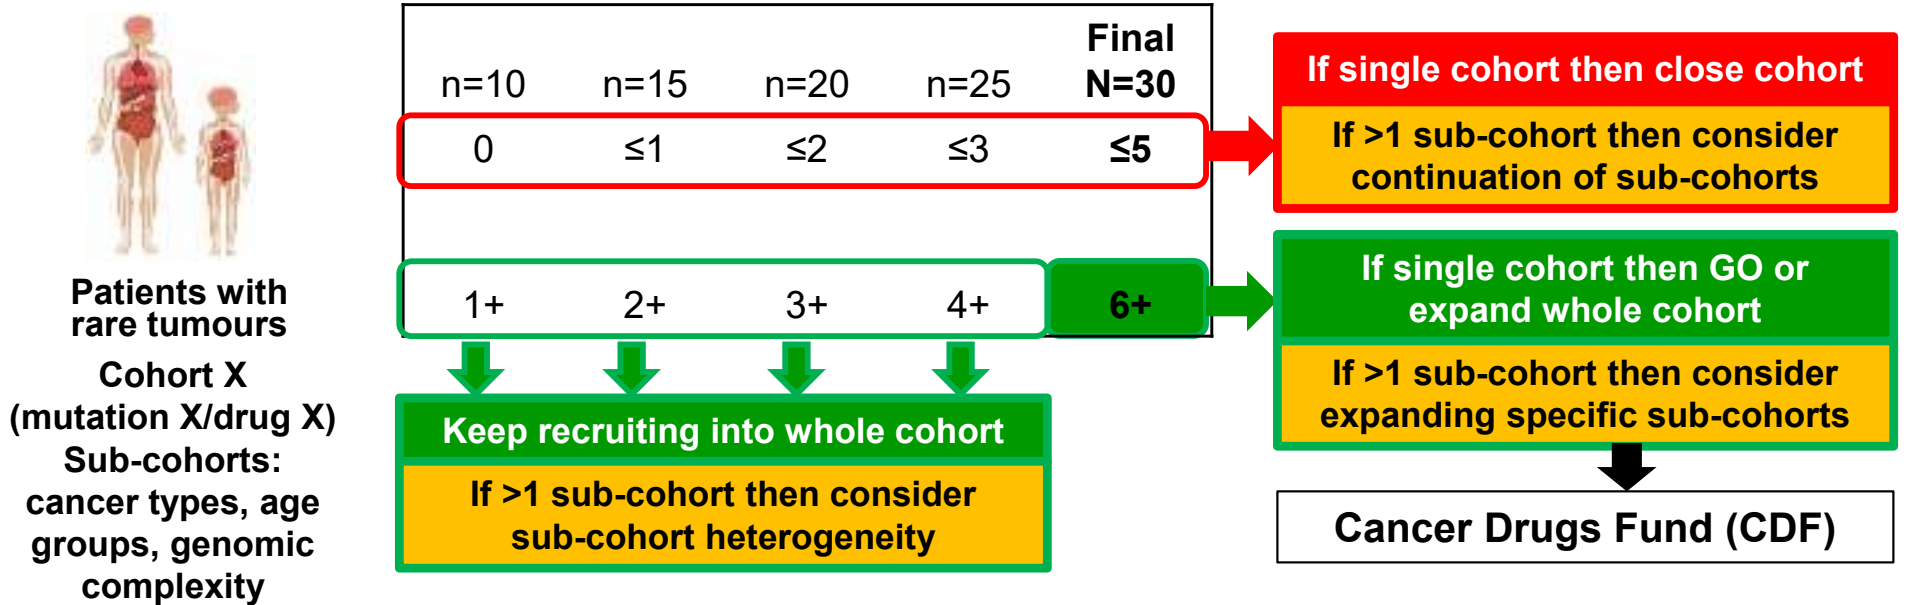 Patients with
rare tumours
Cohort X
(mutation X/drug X)
Sub-cohorts:
cancer types, age
groups, genomic
complexity
Final
n=10 n=15 n=20 n=25 N=30
0 ≤1 ≤2 ≤3 ≤5
1+ 2+ 3+ 4+ 6+
Keep recruiting into whole cohort
If >1 sub-cohort then consider
sub-cohort heterogeneity
If single cohort then close cohort
If >1 sub-cohort then consider
continuation of sub-cohorts
If single cohort then GO or
expand whole cohort
If >1 sub-cohort then consider
expanding specific sub-cohorts
Cancer Drugs Fund (CDF)